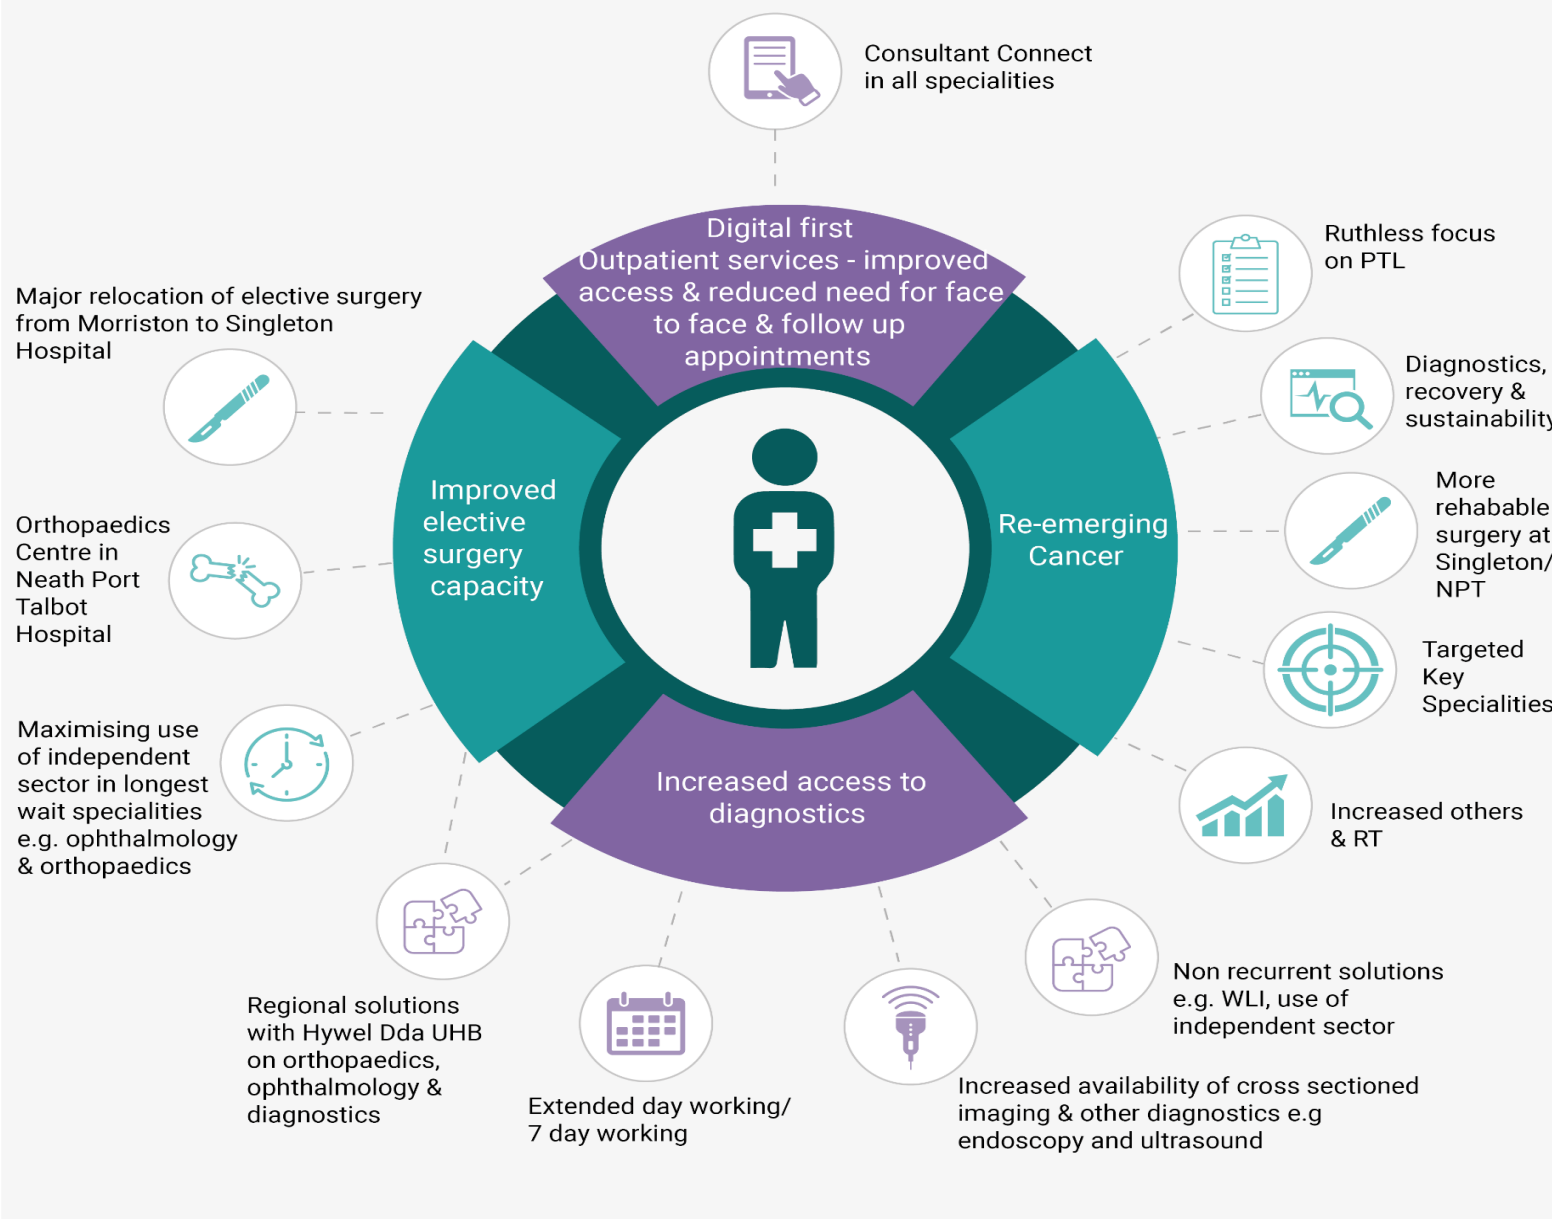 Consultant Connect
in all specialities
Digital first
Outpatient services - improved
access & reduced need for face
to face & follow up
appointments
Ruthless focus
on PTL
Diagnostics,
recovery &
sustainability
More
rehabable
surgery at
Singleton/
NPT
Targeted
Key
Specialities
Increased others
& RT
Re-emerging
Cancer
Major relocation of elective surgery
from Morriston to Singleton
Hospital
Orthopaedics
Centre in
Neath Port
Talbot
Hospital
Maximising use
of independent
sector in longest
wait specialities
e.g. ophthalmology
& orthopaedics
Improved
elective
surgery
capacity
Increased access to
diagnostics
Regional solutions
with Hywel Dda UHB
on orthopaedics,
ophthalmology &
diagnostics
Extended day working/
7 day working
Increased availability of cross sectioned
imaging & other diagnostics e.g
endoscopy and ultrasound
Non recurrent solutions
e.g. WLI, use of
independent sector